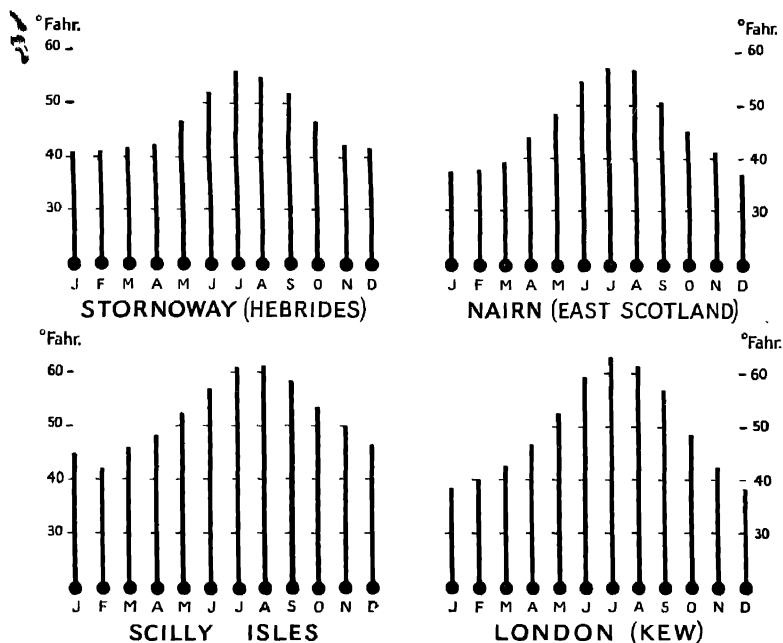 °Fahr.
60 –
50 –
40 –
30 –
J F M A M J J A S O N D
STORNOWAY (HEBRIDES)
°Fahr.
– 60
– 50
– 40
– 30
J F M A M J J A S O N D
NAIRN (EAST SCOTLAND)
°Fahr.
60 –
50 –
40 –
30 –
J F M A M J J A S O N D
SCILLY ISLES
°Fahr.
– 60
– 50
– 40
– 30
J F M A M J J A S O N D
LONDON (KEW)